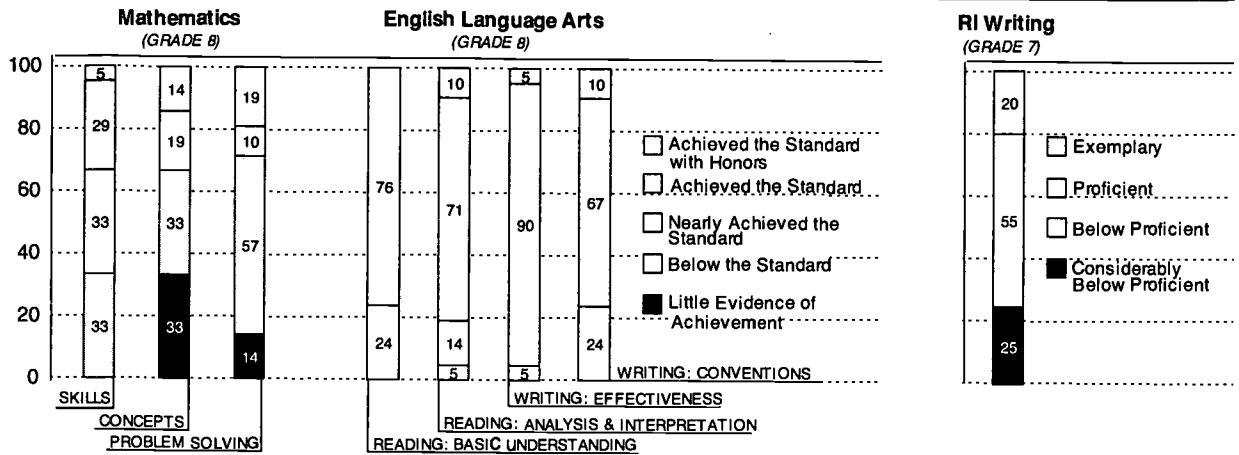 Mathematics
(GRADE 8)
English Language Arts
(GRADE 8)
RI Writing
(GRADE 7)
100
80
60
40
20
0
5
29
33
33
14
19
33
33
19
10
57
14
76
24
10
71
14
5
5
90
5
10
67
24
Achieved the Standard
with Honors
Achieved the Standard
Nearly Achieved the
Standard
Below the Standard
Little Evidence of
Achievement
20
55
25
Exemplary
Proficient
Below Proficient
Considerably
Below Proficient
SKILLS
CONCEPTS
PROBLEM SOLVING
WRITING: CONVENTIONS
WRITING: EFFECTIVENESS
READING: ANALYSIS & INTERPRETATION
READING: BASIC UNDERSTANDING